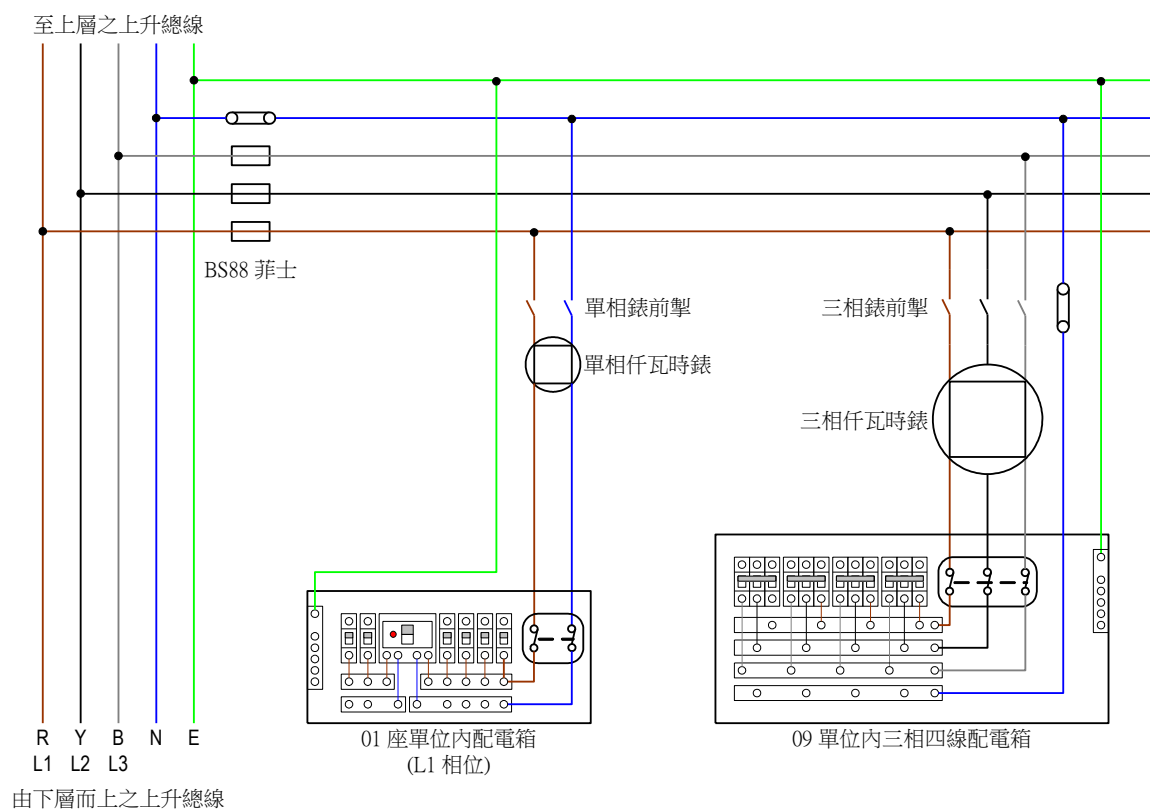 至上層之上升總線
BS88 菲士
單相錶前掣
三相錶前掣
單相仟瓦時錶
三相仟瓦時錶
R Y B N E
L1 L2 L3
01 座單位內配電箱
(L1 相位)
09 單位內三相四線配電箱
由下層而上之上升總線